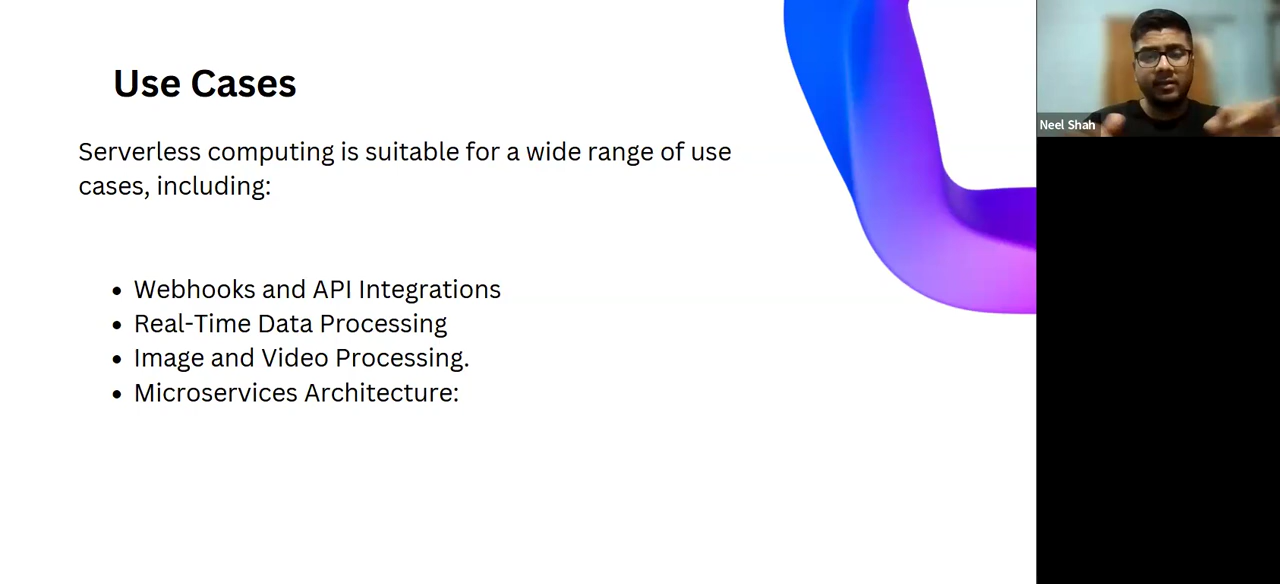 Use Cases
Serverless computing is suitable for a wide range of use
cases, including:
• Webhooks and API Integrations
• Real-Time Data Processing
• Image and Video Processing.
• Microservices Architecture:
Neel Shah